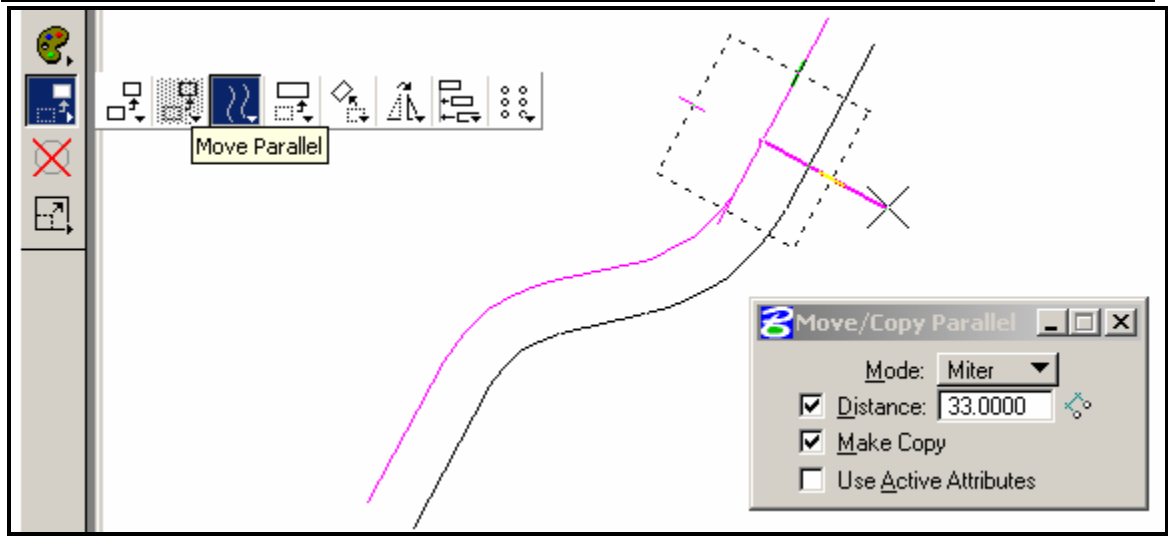 Move Parallel
Move/Copy Parallel
Mode: Miter
Distance: 33.0000
Make Copy
Use Active Attributes